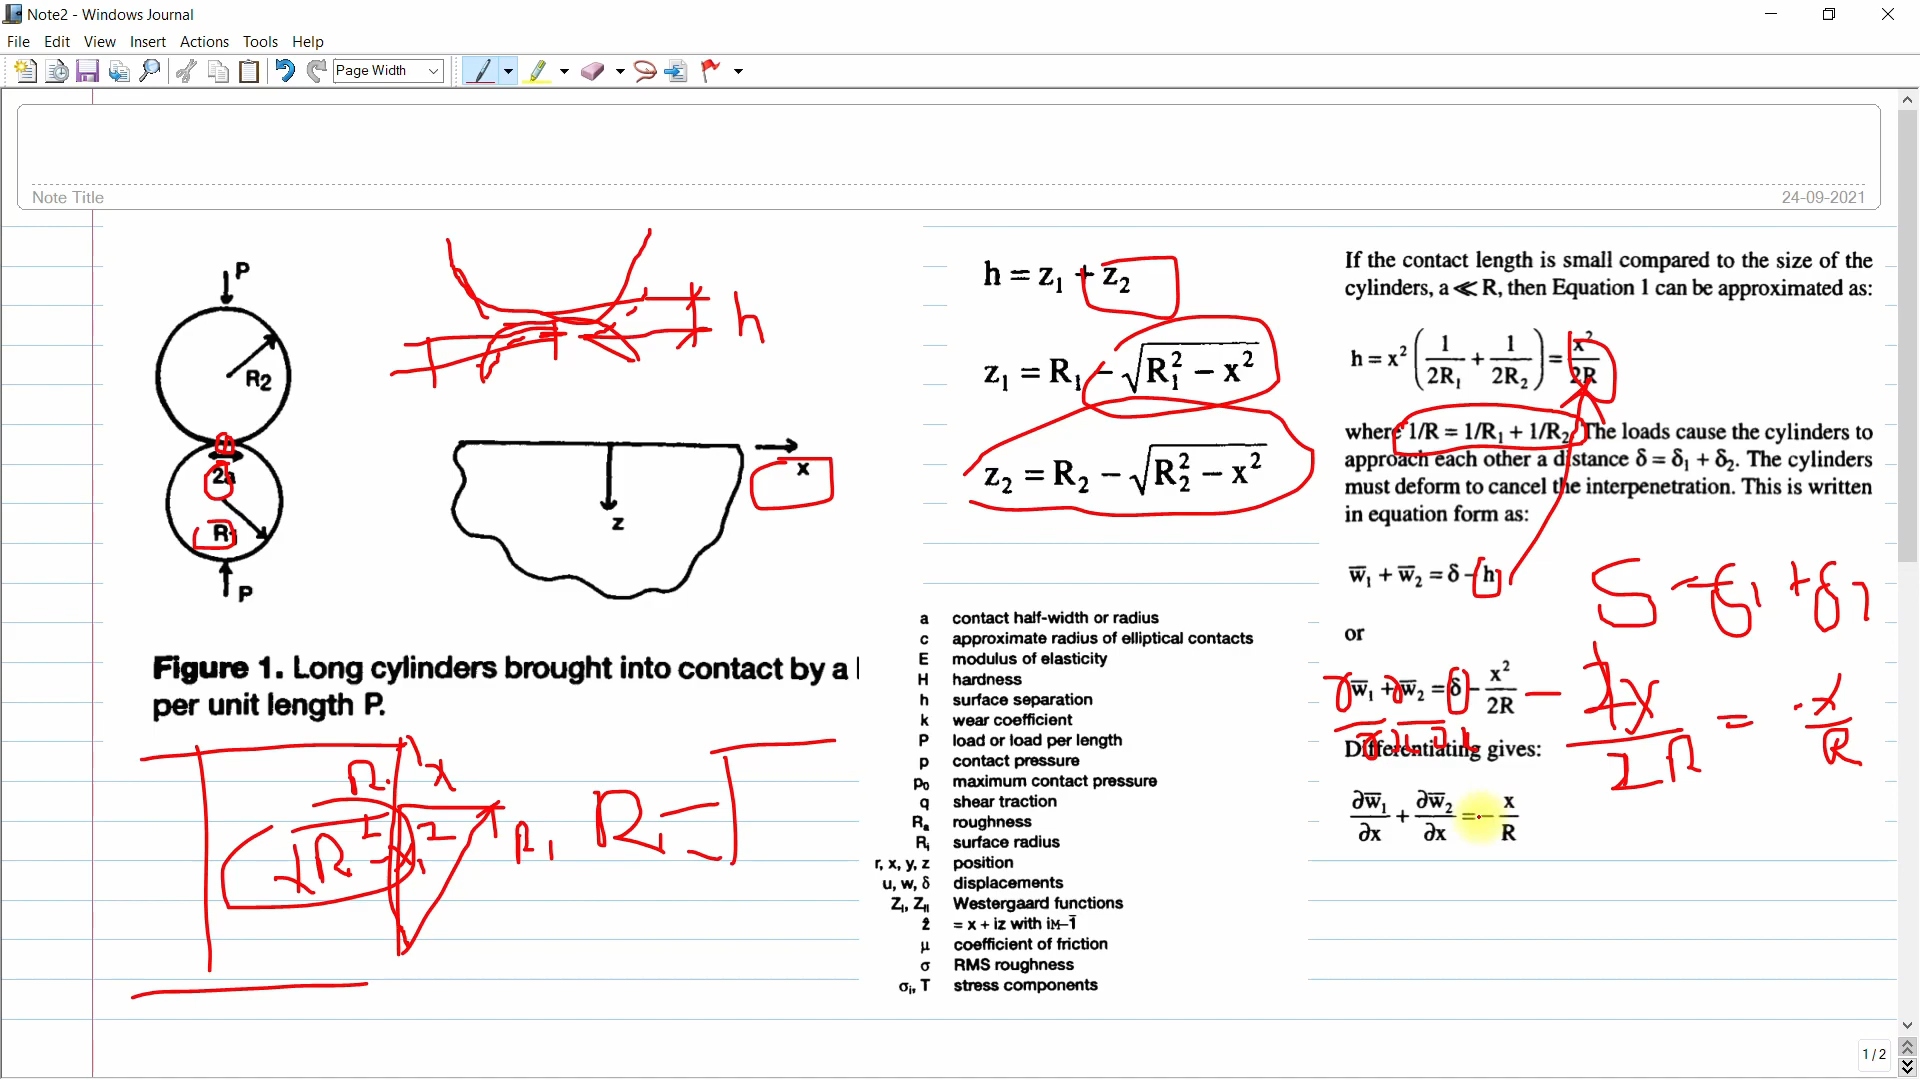 Note2 - Windows Journal
File Edit View Insert Actions Tools Help
Page Width
Note Title
24-09-2021
P
R2
2a
R1
P
h
x
z
Figure 1. Long cylinders brought into contact by a l
per unit length P.
h = z₁ + z₂
z₁ = R₁ − √(R₁² − x²)
z₂ = R₂ − √(R₂² − x²)
a contact half-width or radius
c approximate radius of elliptical contacts
E modulus of elasticity
H hardness
h surface separation
k wear coefficient
P load or load per length
p contact pressure
p₀ maximum contact pressure
q shear traction
Rₐ roughness
Rᵢ surface radius
r, x, y, z position
u, w, δ displacements
Zᵢ, Zᵢᵢ Westergaard functions
ẑ = x + iz with i
μ coefficient of friction
σ RMS roughness
σᵢ, T stress components
If the contact length is small compared to the size of the
cylinders, a ≪ R, then Equation 1 can be approximated as:
h = x² (1/2R₁ + 1/2R₂) = x²/2R
where 1/R = 1/R₁ + 1/R₂. The loads cause the cylinders to
approach each other a distance δ = δ₁ + δ₂. The cylinders
must deform to cancel the interpenetration. This is written
in equation form as:
w̅₁ + w̅₂ = δ − h
or
w̅₁ + w̅₂ = δ − x²/2R
Differentiating gives:
∂w̅₁/∂x + ∂w̅₂/∂x = − x/R
x
R₁
R₁ =
1 / 2